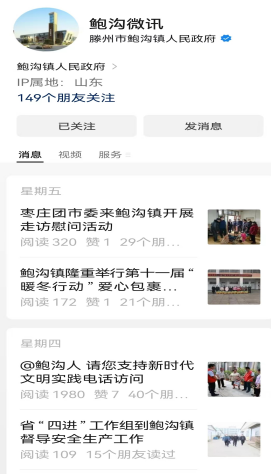 鲍沟微讯
滕州市鲍沟镇人民政府
鲍沟镇人民政府 >
IP属地： 山东
149个朋友关注
已关注 发消息
消息 视频 服务
星期五
枣庄团市委来鲍沟镇开展
走访慰问活动
阅读 320 赞 1 29个朋...
鲍沟镇隆重举行第十一届“
暖冬行动”爱心包裹...
阅读 172 赞 1 21个朋...
星期四
@鲍沟人 请您支持新时代
文明实践电话访问
阅读 1980 赞 7 40个朋...
省“四进”工作组到鲍沟镇
督导安全生产工作
阅读 109 15个朋友读过